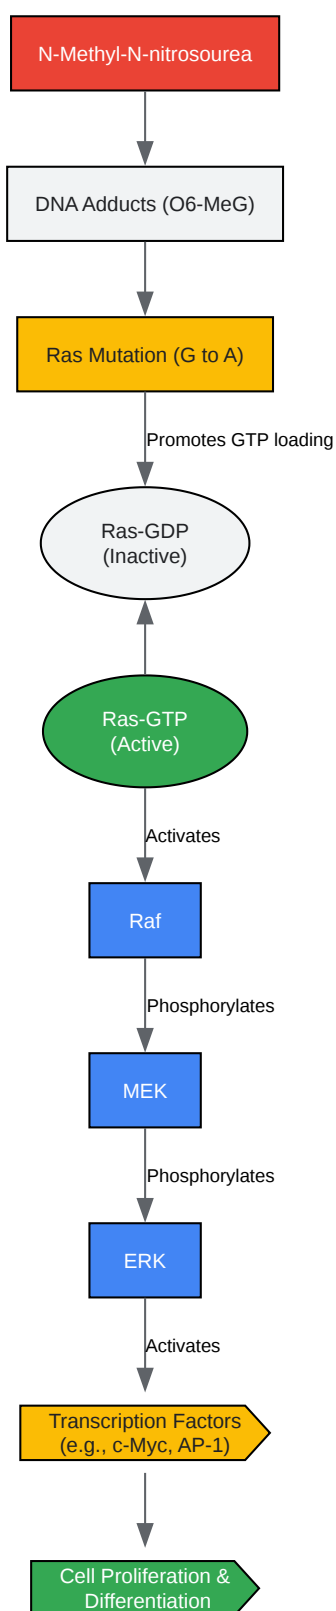 N-Methyl-N-nitrosourea
DNA Adducts (O6-MeG)
Ras Mutation (G to A)
Promotes GTP loading
Ras-GDP
(Inactive)
Ras-GTP
(Active)
Activates
Raf
Phosphorylates
MEK
Phosphorylates
ERK
Activates
Transcription Factors
(e.g., c-Myc, AP-1)
Cell Proliferation &
Differentiation